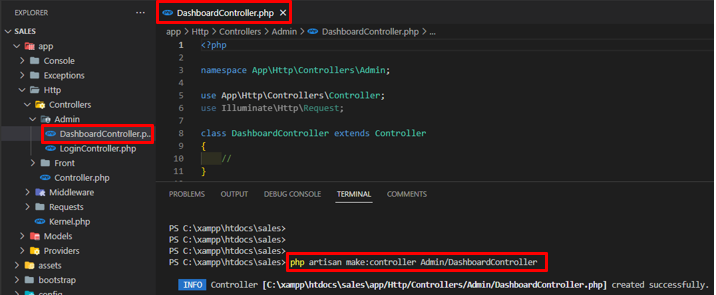 EXPLORER
...
SALES
app
Console
Exceptions
Http
Controllers
Admin
DashboardController.p...
LoginController.php
Front
Controller.php
Middleware
Requests
Kernel.php
Models
Providers
assets
bootstrap
config
DashboardController.php
app > Http > Controllers > Admin > DashboardController.php > ...
1 <?php
2
3 namespace App\Http\Controllers\Admin;
4
5 use App\Http\Controllers\Controller;
6 use Illuminate\Http\Request;
7
8 class DashboardController extends Controller
9 {
10 //
11 }
PROBLEMS OUTPUT DEBUG CONSOLE TERMINAL COMMENTS
PS C:\xampp\htdocs\sales>
PS C:\xampp\htdocs\sales>
PS C:\xampp\htdocs\sales>
PS C:\xampp\htdocs\sales> php artisan make:controller Admin/DashboardController
INFO Controller [C:\xampp\htdocs\sales\app/Http/Controllers/Admin/DashboardController.php] created successfully.